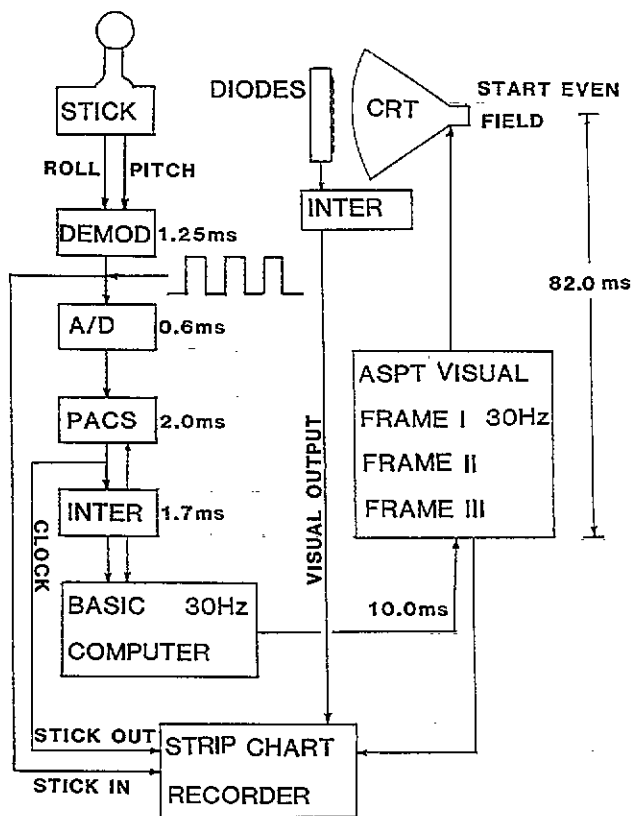 STICK
ROLL PITCH
DEMOD 1.25ms
A/D 0.6ms
PACS 2.0ms
INTER 1.7ms
CLOCK
BASIC 30Hz
COMPUTER
STICK OUT
STICK IN
STRIP CHART
RECORDER
DIODES
INTER
VISUAL OUTPUT
CRT
START EVEN
FIELD
82.0 ms
ASPT VISUAL
FRAME I 30Hz
FRAME II
FRAME III
10.0ms